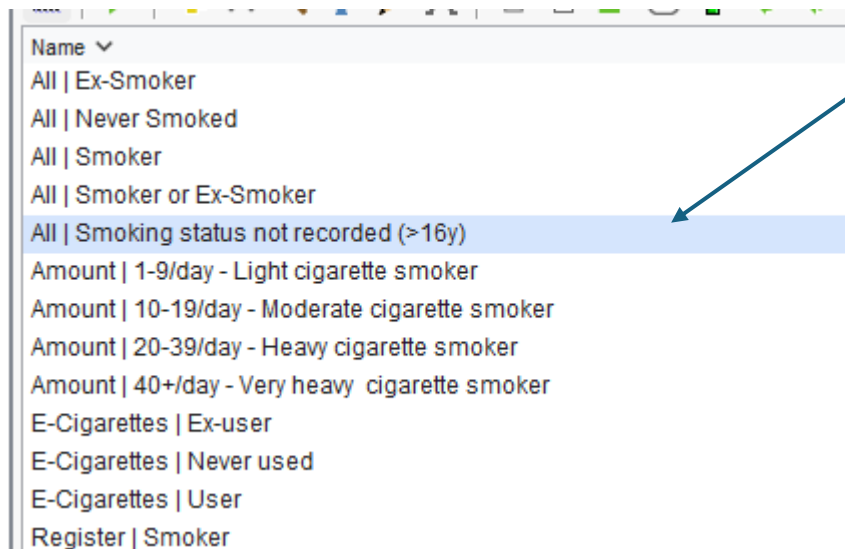 Name
All | Ex-Smoker
All | Never Smoked
All | Smoker
All | Smoker or Ex-Smoker
All | Smoking status not recorded (>16y)
Amount | 1-9/day - Light cigarette smoker
Amount | 10-19/day - Moderate cigarette smoker
Amount | 20-39/day - Heavy cigarette smoker
Amount | 40+/day - Very heavy  cigarette smoker
E-Cigarettes | Ex-user
E-Cigarettes | Never used
E-Cigarettes | User
Register | Smoker